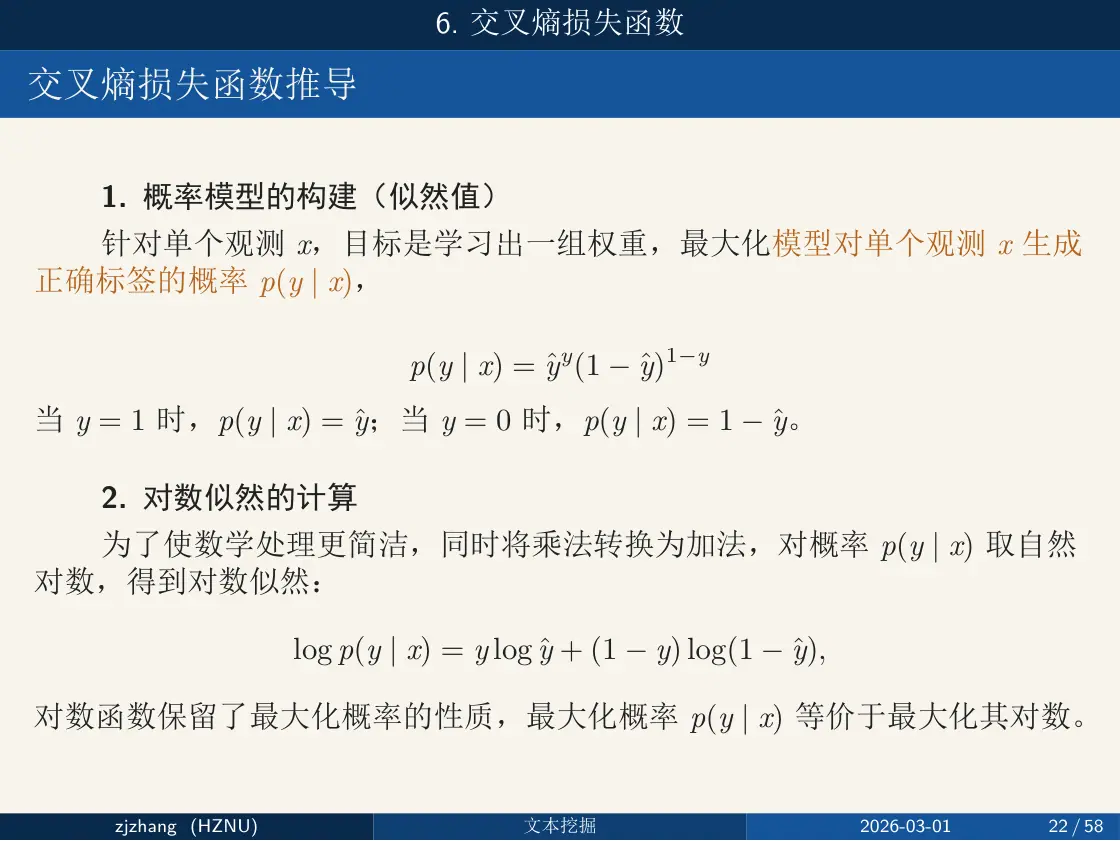 6. 交叉熵损失函数
交叉熵损失函数推导
1. 概率模型的构建（似然值）
针对单个观测 x，目标是学习出一组权重，最大化模型对单个观测 x 生成
正确标签的概率 p(y | x)，
p(y | x) = ŷ^y(1 − ŷ)^{1−y}
当 y = 1 时，p(y | x) = ŷ；当 y = 0 时，p(y | x) = 1 − ŷ。
2. 对数似然的计算
为了使数学处理更简洁，同时将乘法转换为加法，对概率 p(y | x) 取自然
对数，得到对数似然：
log p(y | x) = y log ŷ + (1 − y) log(1 − ŷ),
对数函数保留了最大化概率的性质，最大化概率 p(y | x) 等价于最大化其对数。
zjzhang (HZNU) 文本挖掘 2026-03-01 22 / 58